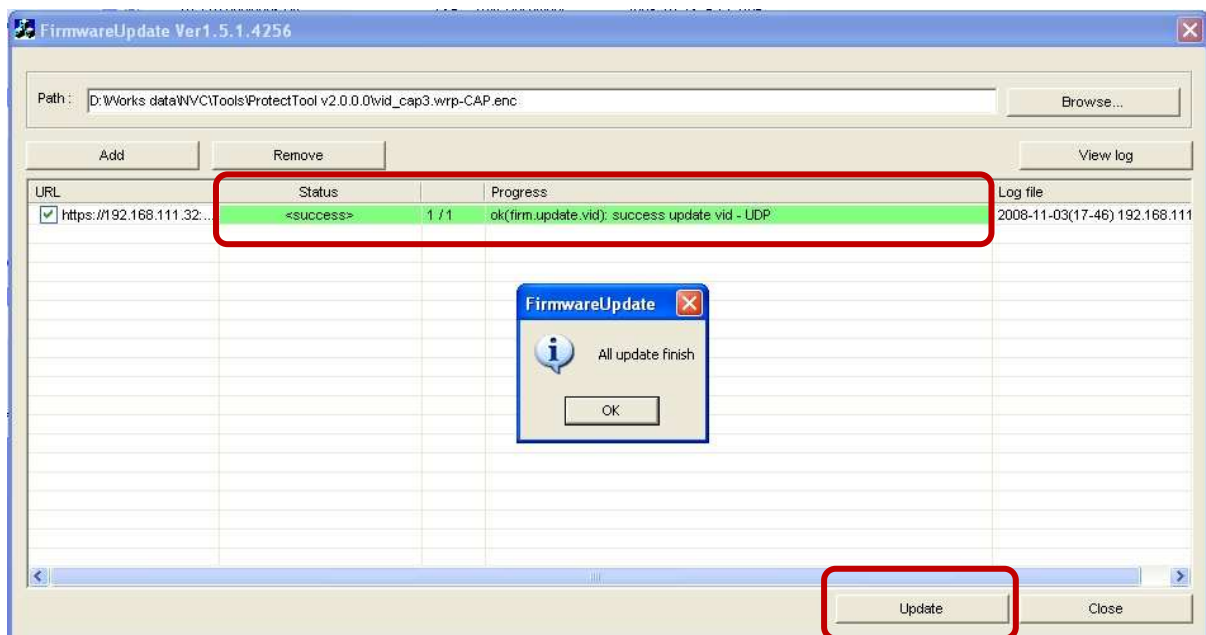 FirmwareUpdate Ver1.5.1.4256
Path : D:\Works data\NVC\Tools\ProtectTool v2.0.0.0\vid_cap3.wrp-CAP.enc Browse...
Add Remove View log
URL Status Progress Log file
https://192.168.111.32:... <success> 1 / 1 ok(firm.update.vid): success update vid - UDP 2008-11-03(17-46) 192.168.111
FirmwareUpdate
All update finish
OK
Update Close